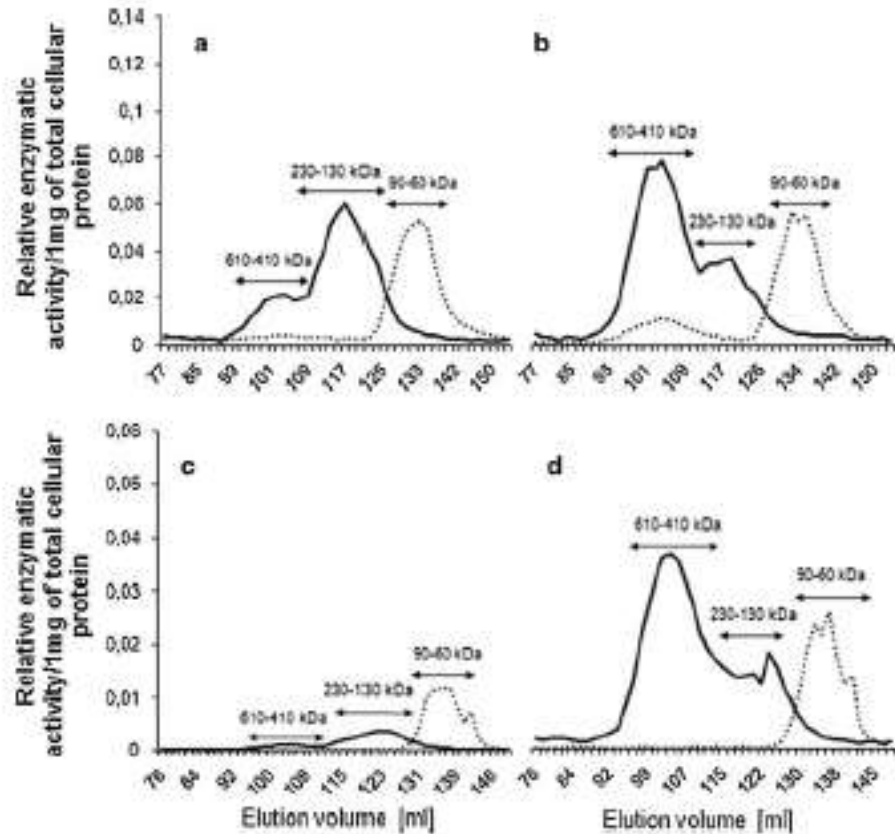 a
b
Relative enzymatic
activity/1mg of total cellular
protein
0,14
0,12
0,1
0,08
0,06
0,04
0,02
0
610-410 kDa
230-130 kDa
90-60 kDa
610-410 kDa
230-130 kDa
90-60 kDa
77 85 93 101 109 117 125 133 142 150
77 85 93 101 109 117 126 134 142 150
c
d
Relative enzymatic
activity/1mg of total cellular
protein
0,06
0,05
0,04
0,03
0,02
0,01
0
610-410 kDa
230-130 kDa
90-60 kDa
610-410 kDa
230-130 kDa
90-60 kDa
76 84 93 100 108 115 123 131 139 146
76 84 92 99 107 115 122 130 138 145
Elution volume [ml]
Elution volume [ml]